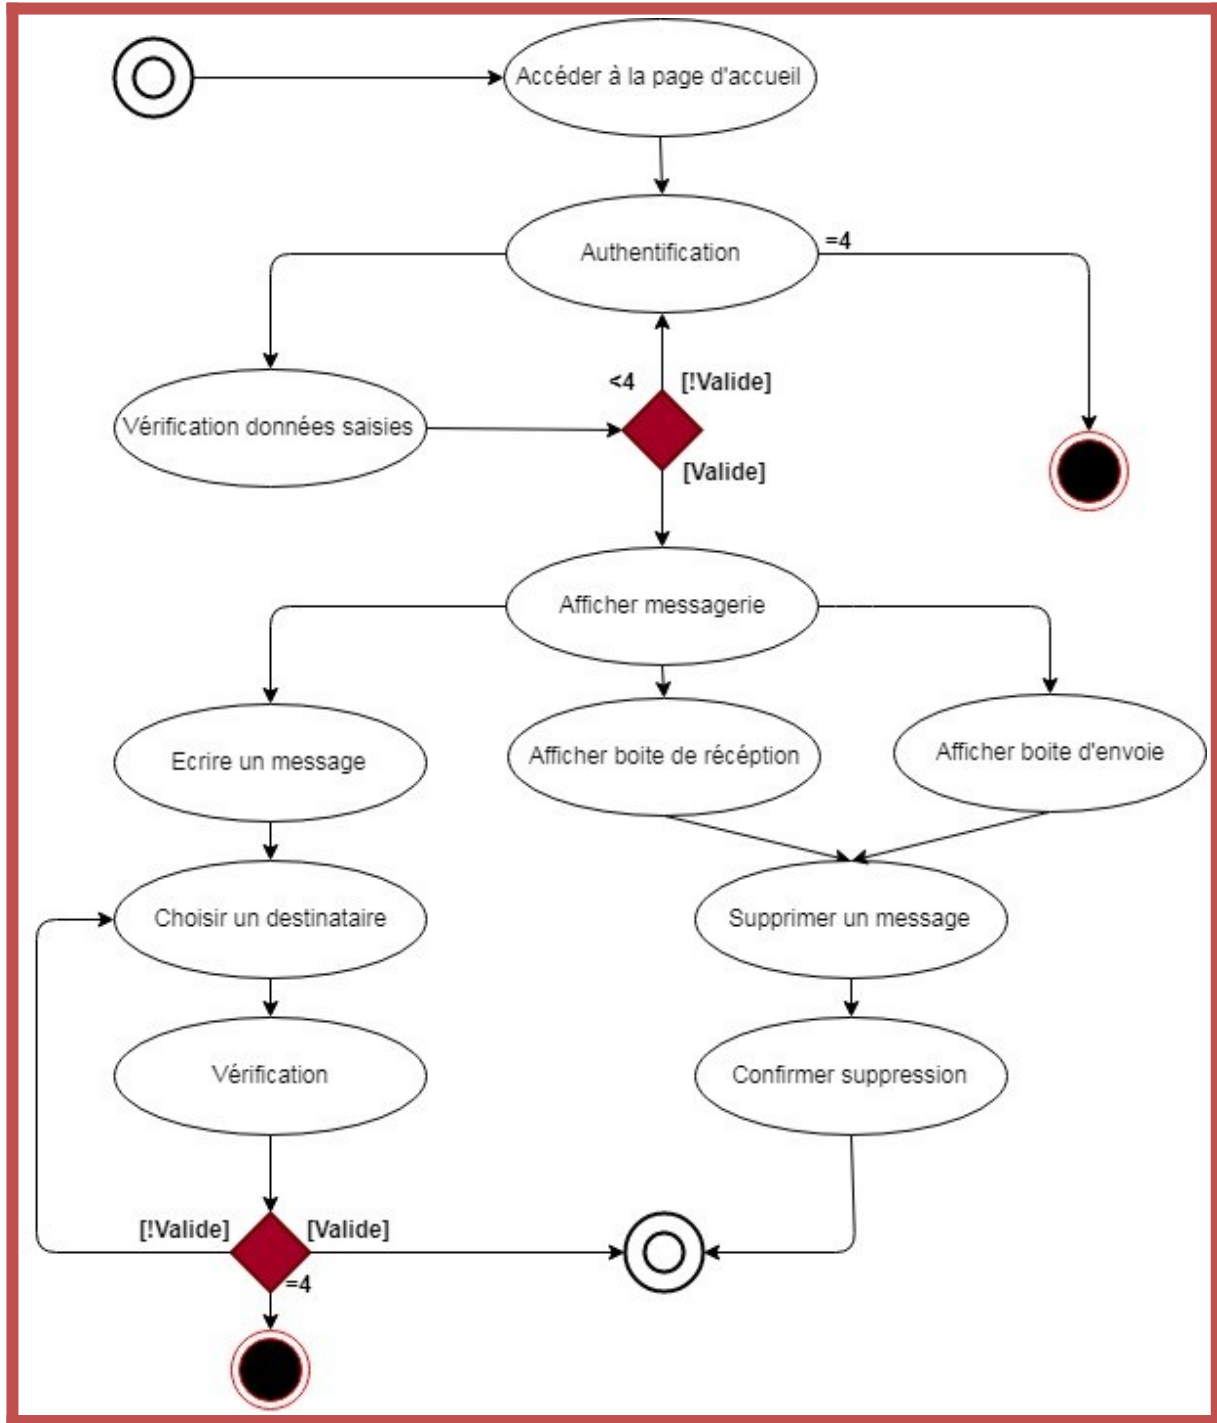 Accéder à la page d'accueil
Authentification
=4
<4
[!Valide]
Vérification données saisies
[Valide]
Afficher messagerie
Ecrire un message
Afficher boite de récéption
Afficher boite d'envoie
Choisir un destinataire
Supprimer un message
Vérification
Confirmer suppression
[!Valide]
[Valide]
=4